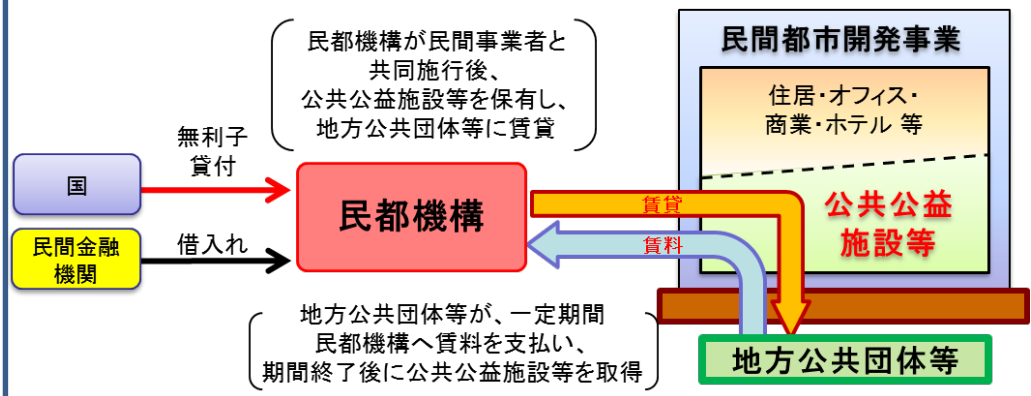 民都機構が民間事業者と
共同施行後、
公共公益施設等を保有し、
地方公共団体等に賃貸
民間都市開発事業
住居・オフィス・
商業・ホテル 等
公共公益
施設等
無利子
貸付
国
民間金融
機関
借入れ
民都機構
賃貸
賃料
地方公共団体等が、一定期間
民都機構へ賃料を支払い、
期間終了後に公共公益施設等を取得
地方公共団体等